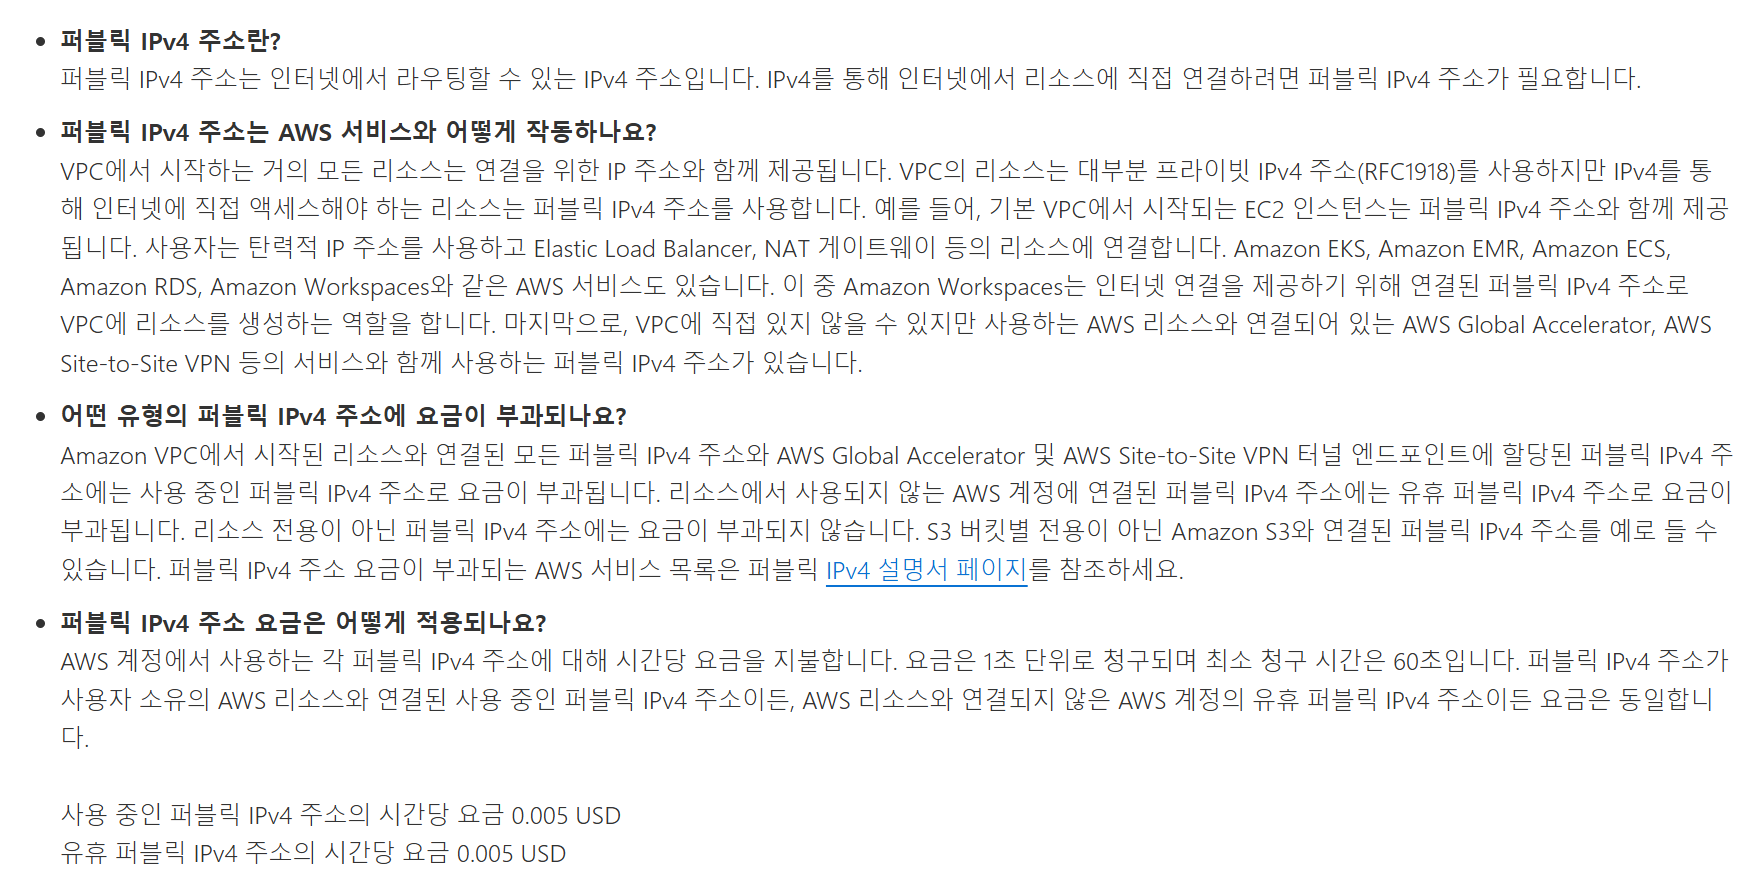 퍼블릭 IPv4 주소란?
퍼블릭 IPv4 주소는 인터넷에서 라우팅할 수 있는 IPv4 주소입니다. IPv4를 통해 인터넷에서 리소스에 직접 연결하려면 퍼블릭 IPv4 주소가 필요합니다.
퍼블릭 IPv4 주소는 AWS 서비스와 어떻게 작동하나요?
VPC에서 시작하는 거의 모든 리소스는 연결을 위한 IP 주소와 함께 제공됩니다. VPC의 리소스는 대부분 프라이빗 IPv4 주소(RFC1918)를 사용하지만 IPv4를 통
해 인터넷에 직접 액세스해야 하는 리소스는 퍼블릭 IPv4 주소를 사용합니다. 예를 들어, 기본 VPC에서 시작되는 EC2 인스턴스는 퍼블릭 IPv4 주소와 함께 제공
됩니다. 사용자는 탄력적 IP 주소를 사용하고 Elastic Load Balancer, NAT 게이트웨이 등의 리소스에 연결합니다. Amazon EKS, Amazon EMR, Amazon ECS,
Amazon RDS, Amazon Workspaces와 같은 AWS 서비스도 있습니다. 이 중 Amazon Workspaces는 인터넷 연결을 제공하기 위해 연결된 퍼블릭 IPv4 주소로
VPC에 리소스를 생성하는 역할을 합니다. 마지막으로, VPC에 직접 있지 않을 수 있지만 사용하는 AWS 리소스와 연결되어 있는 AWS Global Accelerator, AWS
Site-to-Site VPN 등의 서비스와 함께 사용하는 퍼블릭 IPv4 주소가 있습니다.
어떤 유형의 퍼블릭 IPv4 주소에 요금이 부과되나요?
Amazon VPC에서 시작된 리소스와 연결된 모든 퍼블릭 IPv4 주소와 AWS Global Accelerator 및 AWS Site-to-Site VPN 터널 엔드포인트에 할당된 퍼블릭 IPv4 주
소에는 사용 중인 퍼블릭 IPv4 주소로 요금이 부과됩니다. 리소스에서 사용되지 않는 AWS 계정에 연결된 퍼블릭 IPv4 주소에는 유휴 퍼블릭 IPv4 주소로 요금이
부과됩니다. 리소스 전용이 아닌 퍼블릭 IPv4 주소에는 요금이 부과되지 않습니다. S3 버킷별 전용이 아닌 Amazon S3와 연결된 퍼블릭 IPv4 주소를 예로 들 수
있습니다. 퍼블릭 IPv4 주소 요금이 부과되는 AWS 서비스 목록은 퍼블릭 IPv4 설명서 페이지를 참조하세요.
퍼블릭 IPv4 주소 요금은 어떻게 적용되나요?
AWS 계정에서 사용하는 각 퍼블릭 IPv4 주소에 대해 시간당 요금을 지불합니다. 요금은 1초 단위로 청구되며 최소 청구 시간은 60초입니다. 퍼블릭 IPv4 주소가
사용자 소유의 AWS 리소스와 연결된 사용 중인 퍼블릭 IPv4 주소이든, AWS 리소스와 연결되지 않은 AWS 계정의 유휴 퍼블릭 IPv4 주소이든 요금은 동일합니
다.
사용 중인 퍼블릭 IPv4 주소의 시간당 요금 0.005 USD
유휴 퍼블릭 IPv4 주소의 시간당 요금 0.005 USD